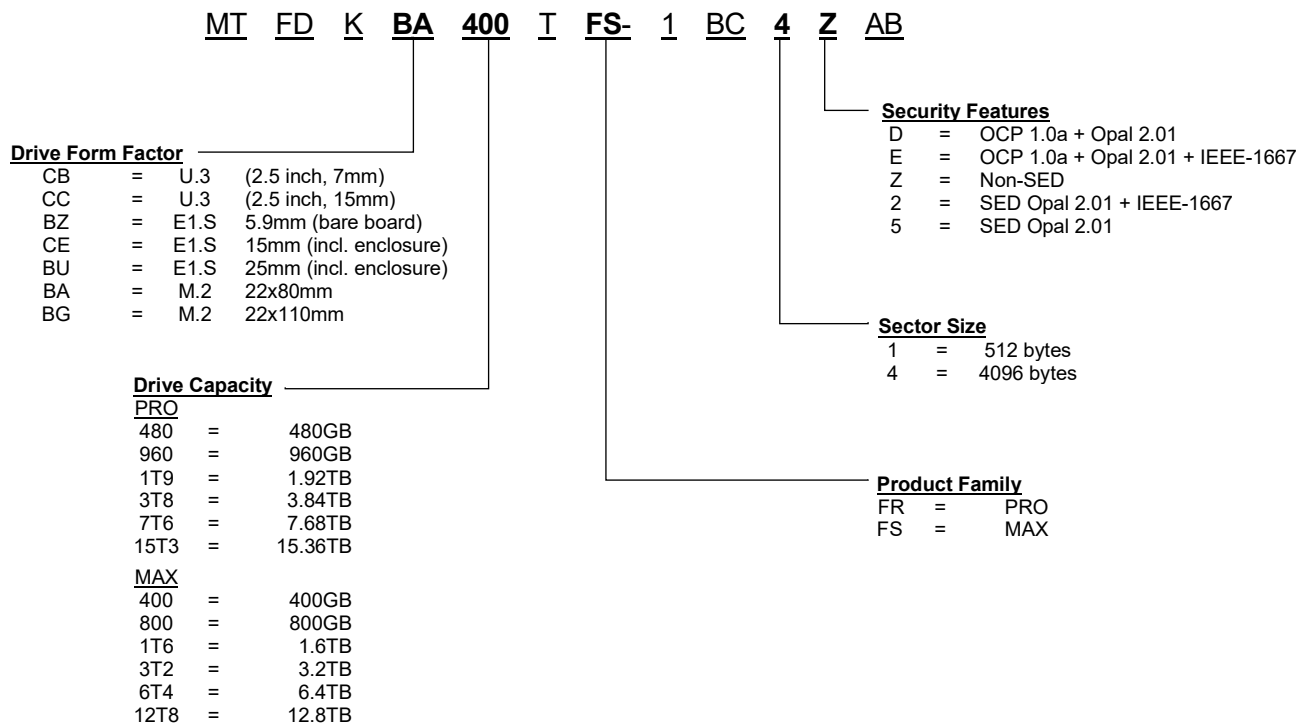 MT FD K BA 400 T FS- 1 BC 4 Z AB
Drive Form Factor
CB = U.3 (2.5 inch, 7mm)
CC = U.3 (2.5 inch, 15mm)
BZ = E1.S 5.9mm (bare board)
CE = E1.S 15mm (incl. enclosure)
BU = E1.S 25mm (incl. enclosure)
BA = M.2 22x80mm
BG = M.2 22x110mm
Drive Capacity
PRO
480 = 480GB
960 = 960GB
1T9 = 1.92TB
3T8 = 3.84TB
7T6 = 7.68TB
15T3 = 15.36TB
MAX
400 = 400GB
800 = 800GB
1T6 = 1.6TB
3T2 = 3.2TB
6T4 = 6.4TB
12T8 = 12.8TB
Security Features
D = OCP 1.0a + Opal 2.01
E = OCP 1.0a + Opal 2.01 + IEEE-1667
Z = Non-SED
2 = SED Opal 2.01 + IEEE-1667
5 = SED Opal 2.01
Sector Size
1 = 512 bytes
4 = 4096 bytes
Product Family
FR = PRO
FS = MAX